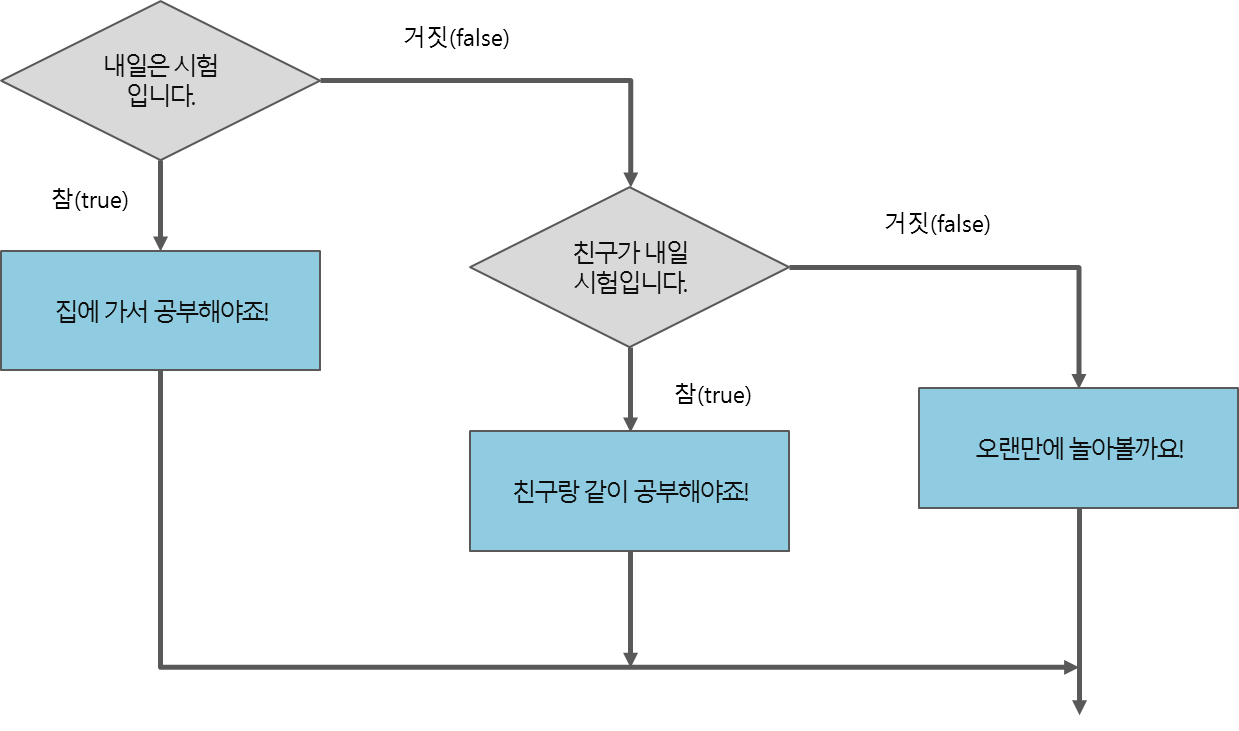 내일은 시험
입니다.
거짓(false)
참(true)
집에 가서 공부해야죠!
친구가 내일
시험입니다.
거짓(false)
참(true)
친구랑 같이 공부해야죠!
오랜만에 놀아볼까요!